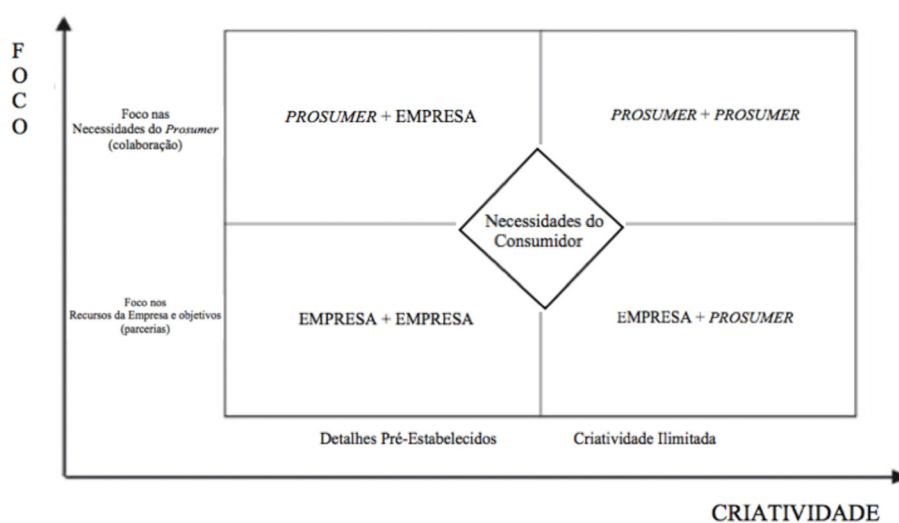 F
O
C
O
Foco nas
Necessidades do Prosumer
(colaboração)
PROSUMER + EMPRESA
PROSUMER + PROSUMER
Necessidades do
Consumidor
Foco nos
Recursos da Empresa e objetivos
(parcerias)
EMPRESA + EMPRESA
EMPRESA + PROSUMER
Detalhes Pré-Estabelecidos
Criatividade Ilimitada
CRIATIVIDADE